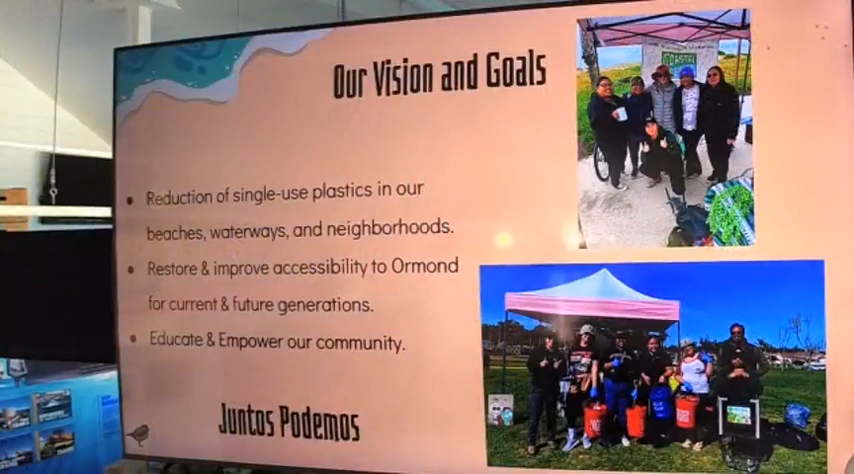 Our Vision and Goals
COASTAL
• Reduction of single-use plastics in our
beaches, waterways, and neighborhoods.
• Restore & improve accessibility to Ormond
for current & future generations.
• Educate & Empower our community.
Juntos Podemos